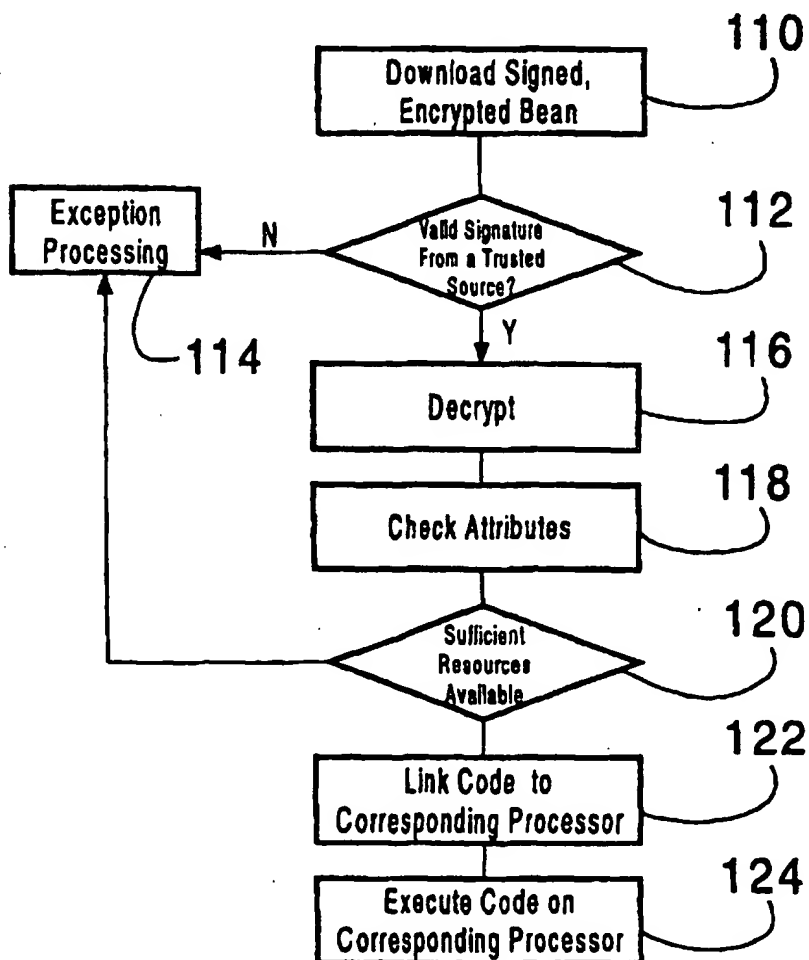 110
Download Signed,
Encrypted Bean
Exception
Processing
N
Valid Signature
From a Trusted
Source?
112
114
Y
116
Decrypt
118
Check Attributes
120
Sufficient
Resources
Available
122
Link Code to
Corresponding Processor
124
Execute Code on
Corresponding Processor